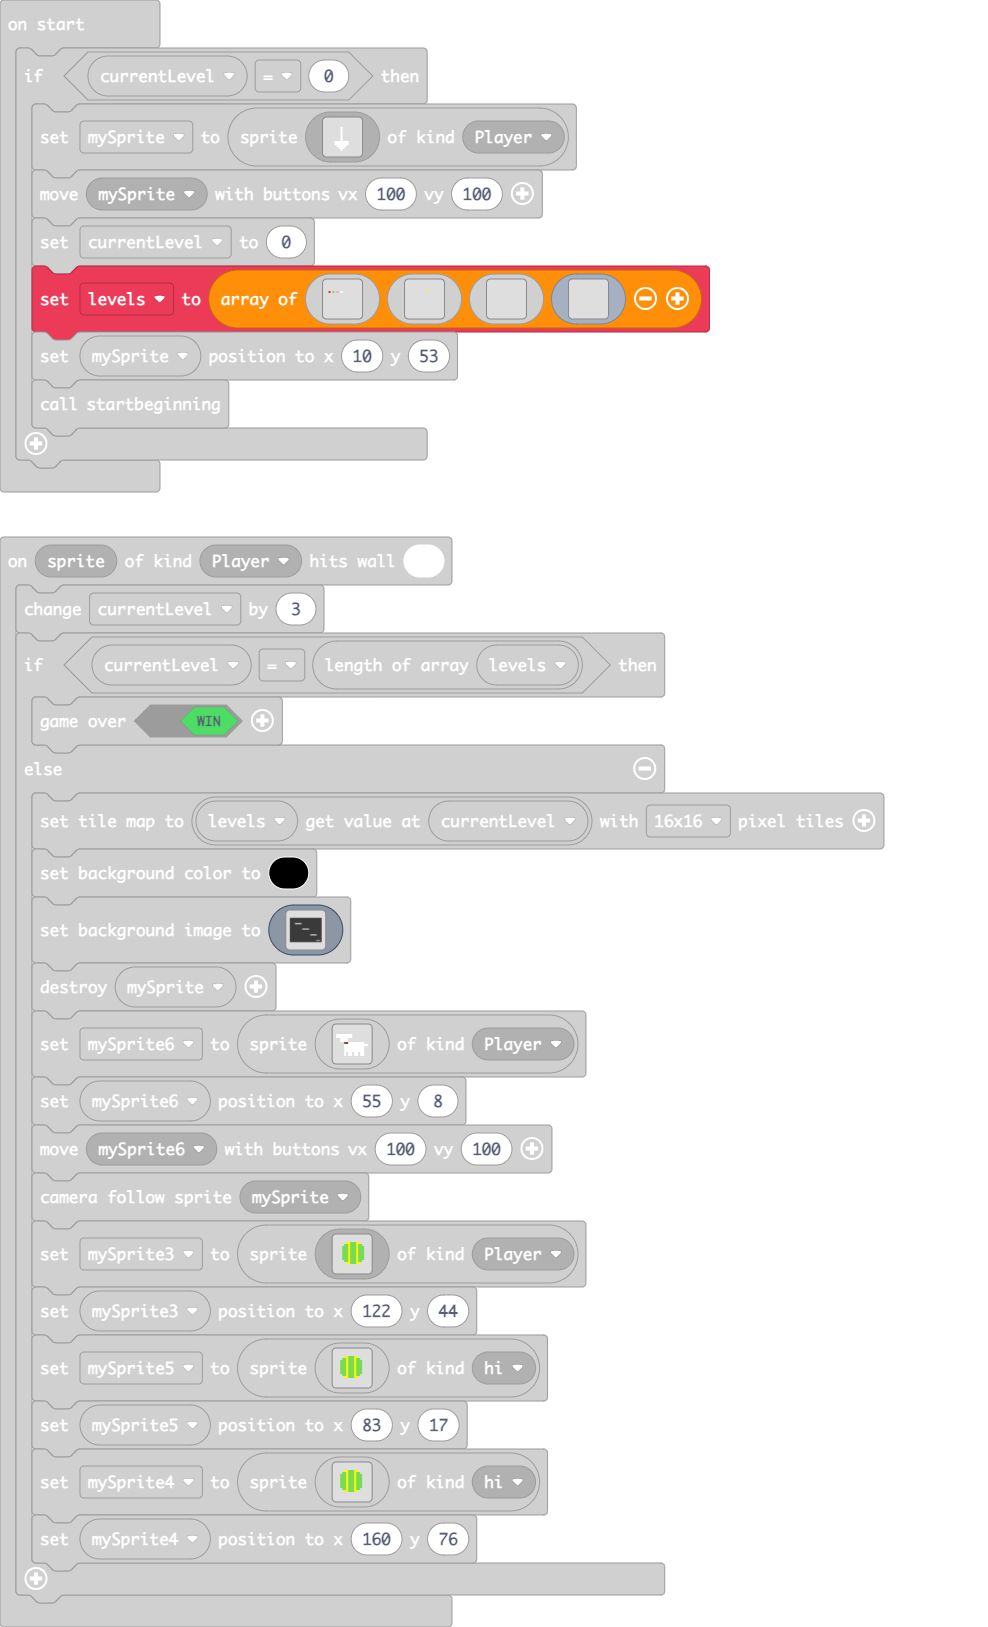 on start
if currentLevel = 0 then
set mySprite to sprite of kind Player
move mySprite with buttons vx 100 vy 100
set currentLevel to 0
set levels to array of
set mySprite position to x 10 y 53
call startbeginning
on sprite of kind Player hits wall
change currentLevel by 3
if currentLevel = length of array levels then
game over WIN
else
set tile map to levels get value at currentLevel with 16x16 pixel tiles
set background color to
set background image to
destroy mySprite
set mySprite6 to sprite of kind Player
set mySprite6 position to x 55 y 8
move mySprite6 with buttons vx 100 vy 100
camera follow sprite mySprite
set mySprite3 to sprite of kind Player
set mySprite3 position to x 122 y 44
set mySprite5 to sprite of kind hi
set mySprite5 position to x 83 y 17
set mySprite4 to sprite of kind hi
set mySprite4 position to x 160 y 76